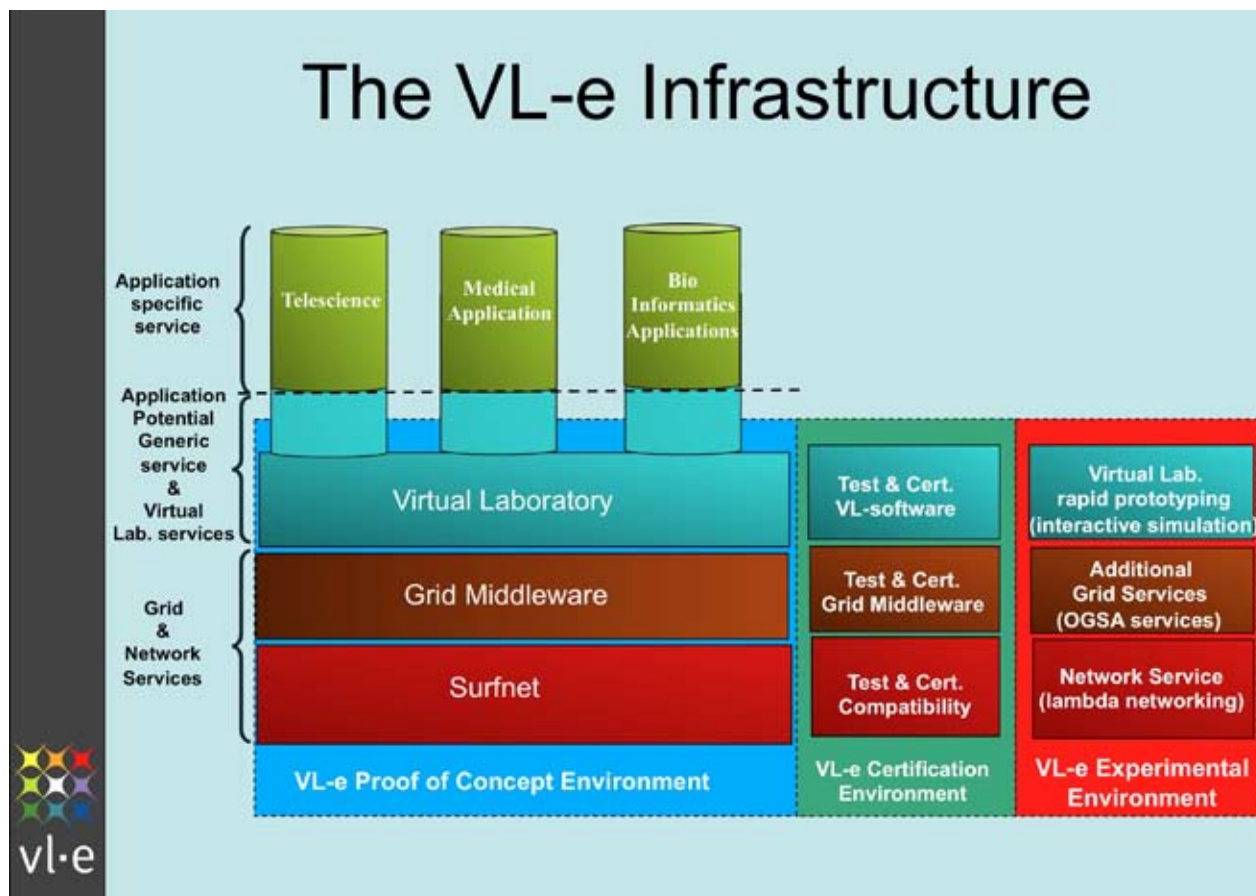 The VL-e Infrastructure
Application
specific
service
Telescience
Medical
Application
Bio
Informatics
Applications
Application
Potential
Generic
service
&
Virtual
Lab. services
Virtual Laboratory
Test & Cert.
VL-software
Virtual Lab.
rapid prototyping
(interactive simulation)
Grid
&
Network
Services
Grid Middleware
Test & Cert.
Grid Middleware
Additional
Grid Services
(OGSA services)
Surfnet
Test & Cert.
Compatibility
Network Service
(lambda networking)
VL-e Proof of Concept Environment
VL-e Certification
Environment
VL-e Experimental
Environment
vl·e